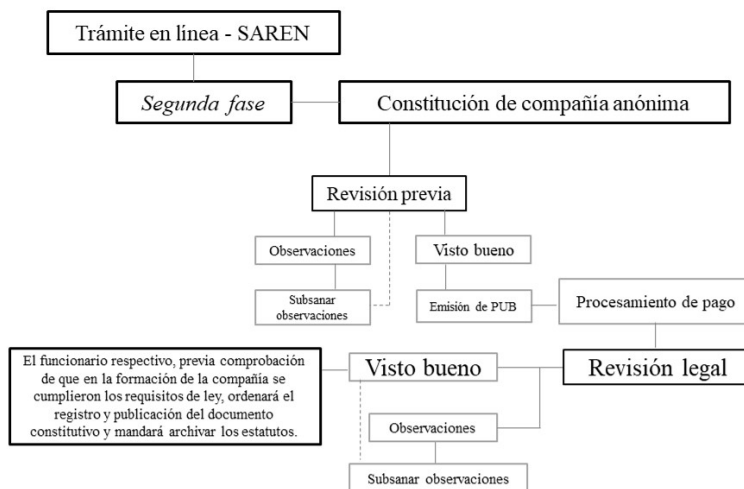 Trámite en línea - SAREN
Segunda fase
Constitución de compañía anónima
Revisión previa
Observaciones
Visto bueno
Subsanar
observaciones
Emisión de PUB
Procesamiento de pago
El funcionario respectivo, previa comprobación
de que en la formación de la compañía se
cumplieron los requisitos de ley, ordenará el
registro y publicación del documento
constitutivo y mandará archivar los estatutos.
Visto bueno
Revisión legal
Observaciones
Subsanar observaciones